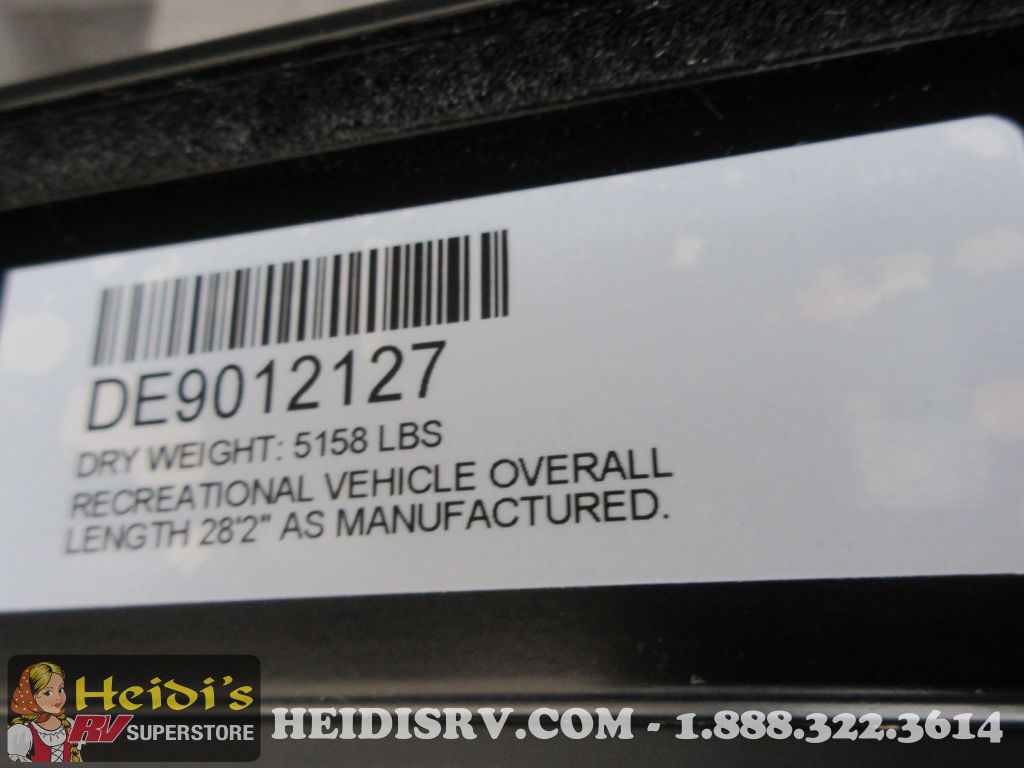 DE9012127
DRY WEIGHT: 5158 LBS
RECREATIONAL VEHICLE OVERALL
LENGTH 28'2" AS MANUFACTURED.
Heidi's
RV SUPERSTORE
HEIDISRV.COM - 1.888.322.3614